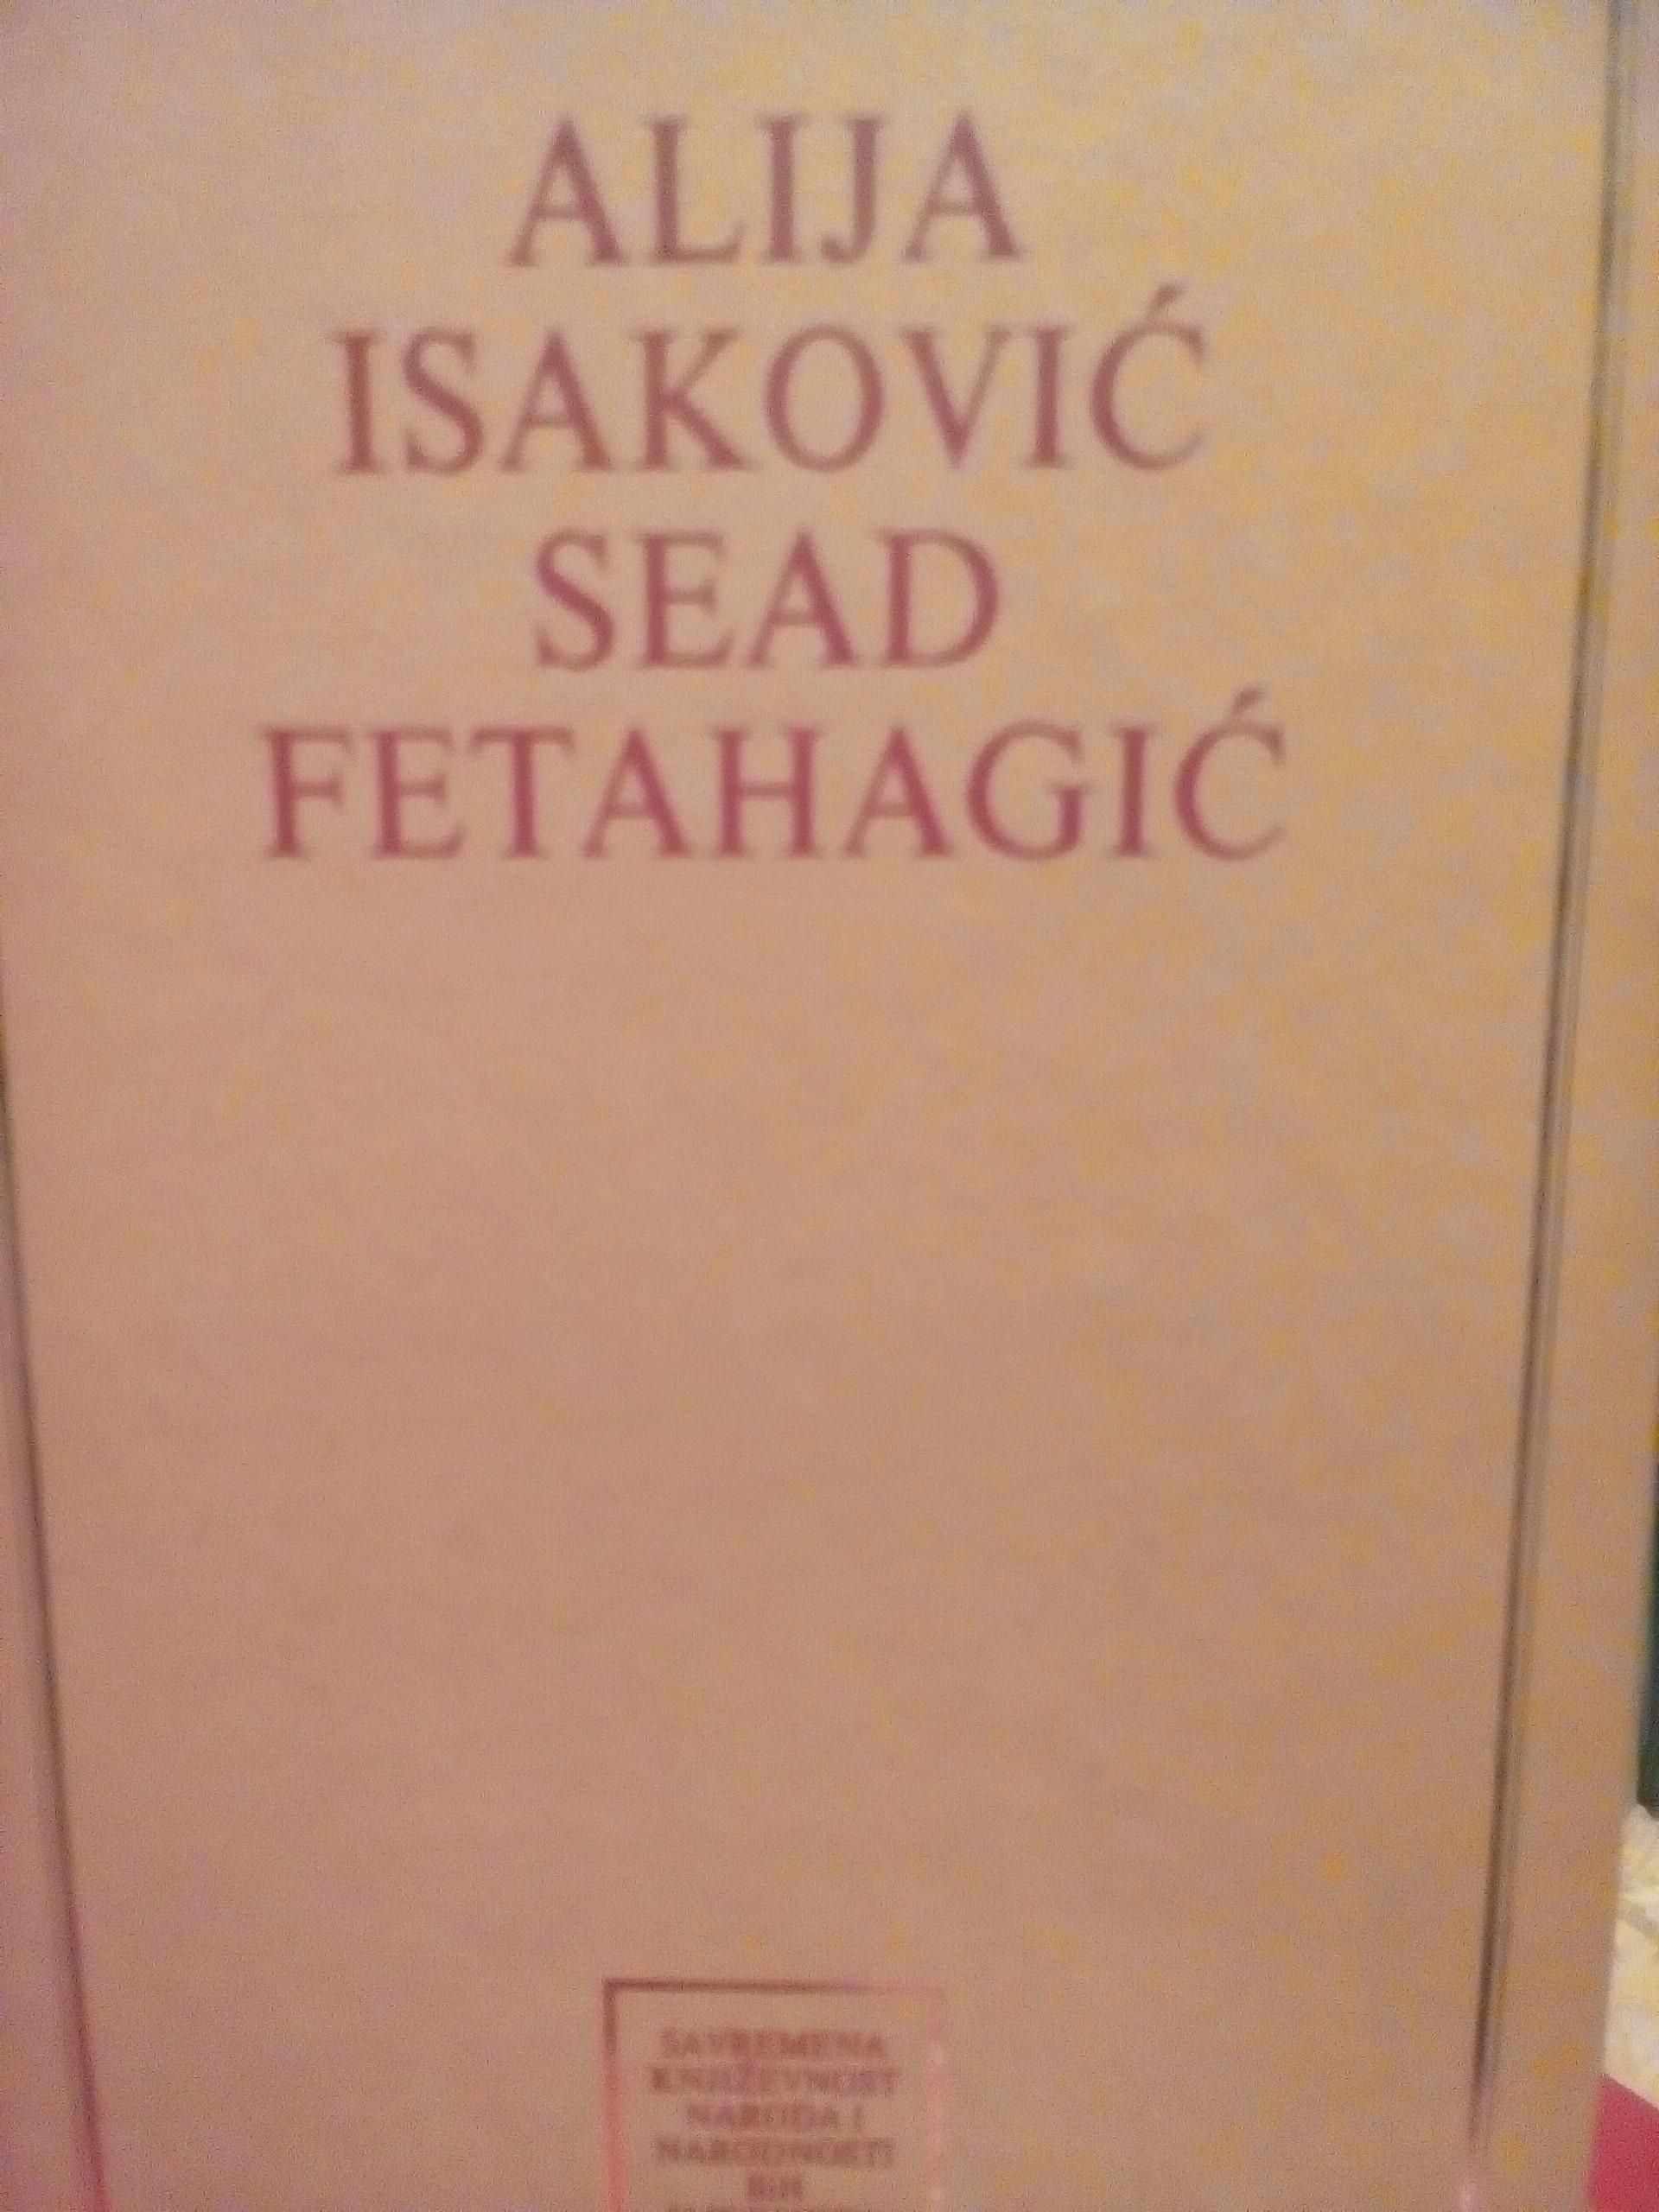 ALIJA
ISAKOVIĆ
SEAD
FETAHAGIĆ
SAVREMENA
KNJIŽEVNOST
NARODA I
NARODNOSTI
BIH